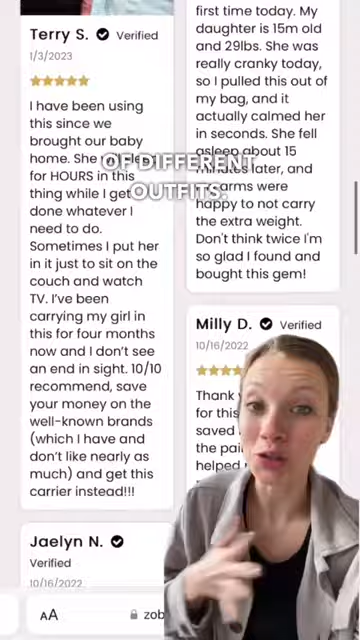 Terry S. Verified
1/3/2023
I have been using
this since we
brought our baby
home. She
for HOURS in this
thing while I get
done whatever I
need to do.
Sometimes I put her
in it just to sit on the
couch and watch
TV. I've been
carrying my girl in
this for four months
now and I don't see
an end in sight. 10/10
recommend, save
your money on the
well-known brands
(which I have and
don't like nearly as
much) and get this
carrier instead!!!
Jaelyn N.
Verified
10/16/2022
first time today. My
daughter is 15m old
and 29lbs. She was
really cranky today,
so I pulled this out of
my bag, and it
actually calmed her
in seconds. She fell
asleep about 15
minutes later, and
arms were
happy to not carry
the extra weight.
Don't think twice I'm
so glad I found and
bought this gem!
Milly D. Verified
10/16/2022
Thank
for this
saved
the pai
helped
OF DIFFERENT
OUTFITS.
AA
zob